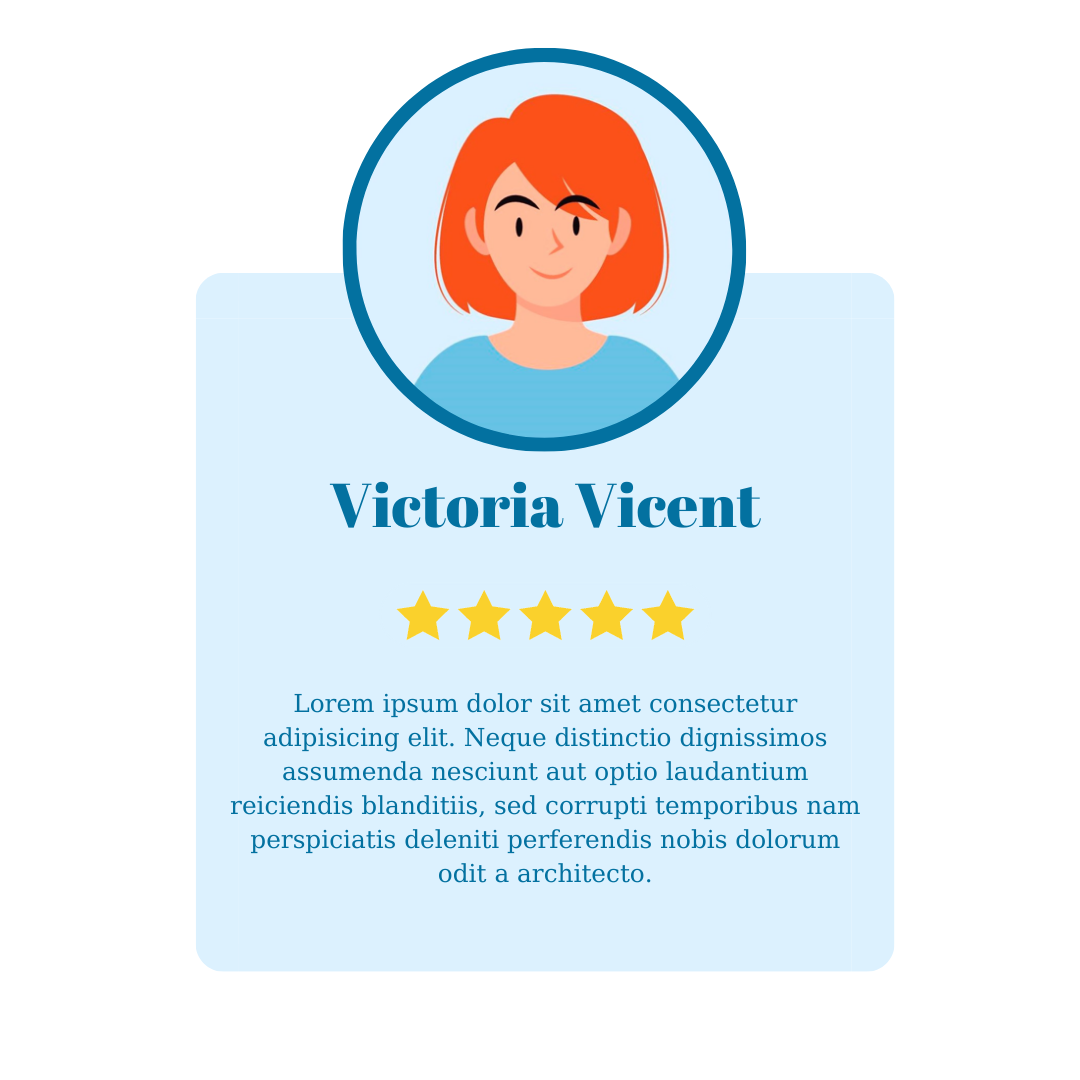 Victoria Vicent
Lorem ipsum dolor sit amet consectetur
adipisicing elit. Neque distinctio dignissimos
assumenda nesciunt aut optio laudantium
reiciendis blanditiis, sed corrupti temporibus nam
perspiciatis deleniti perferendis nobis dolorum
odit a architecto.